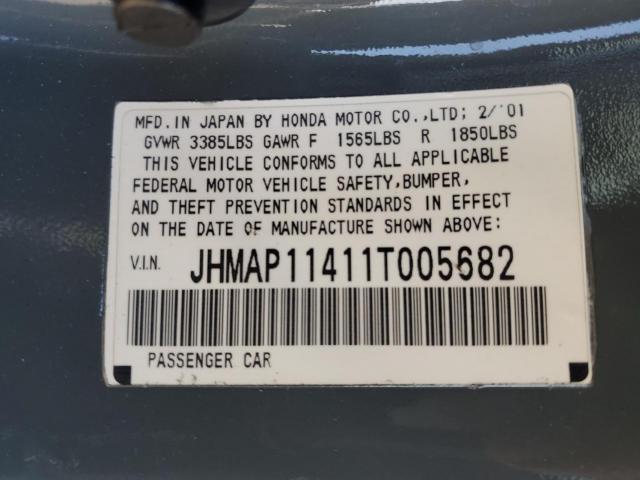 MFD. IN JAPAN BY HONDA MOTOR CO.,LTD; 2/'01
GVWR 3385LBS GAWR F 1565LBS R 1850LBS
THIS VEHICLE CONFORMS TO ALL APPLICABLE
FEDERAL MOTOR VEHICLE SAFETY,BUMPER,
AND THEFT PREVENTION STANDARDS IN EFFECT
ON THE DATE OF MANUFACTURE SHOWN ABOVE:
V.I.N. JHMAP11411T005682
PASSENGER CAR